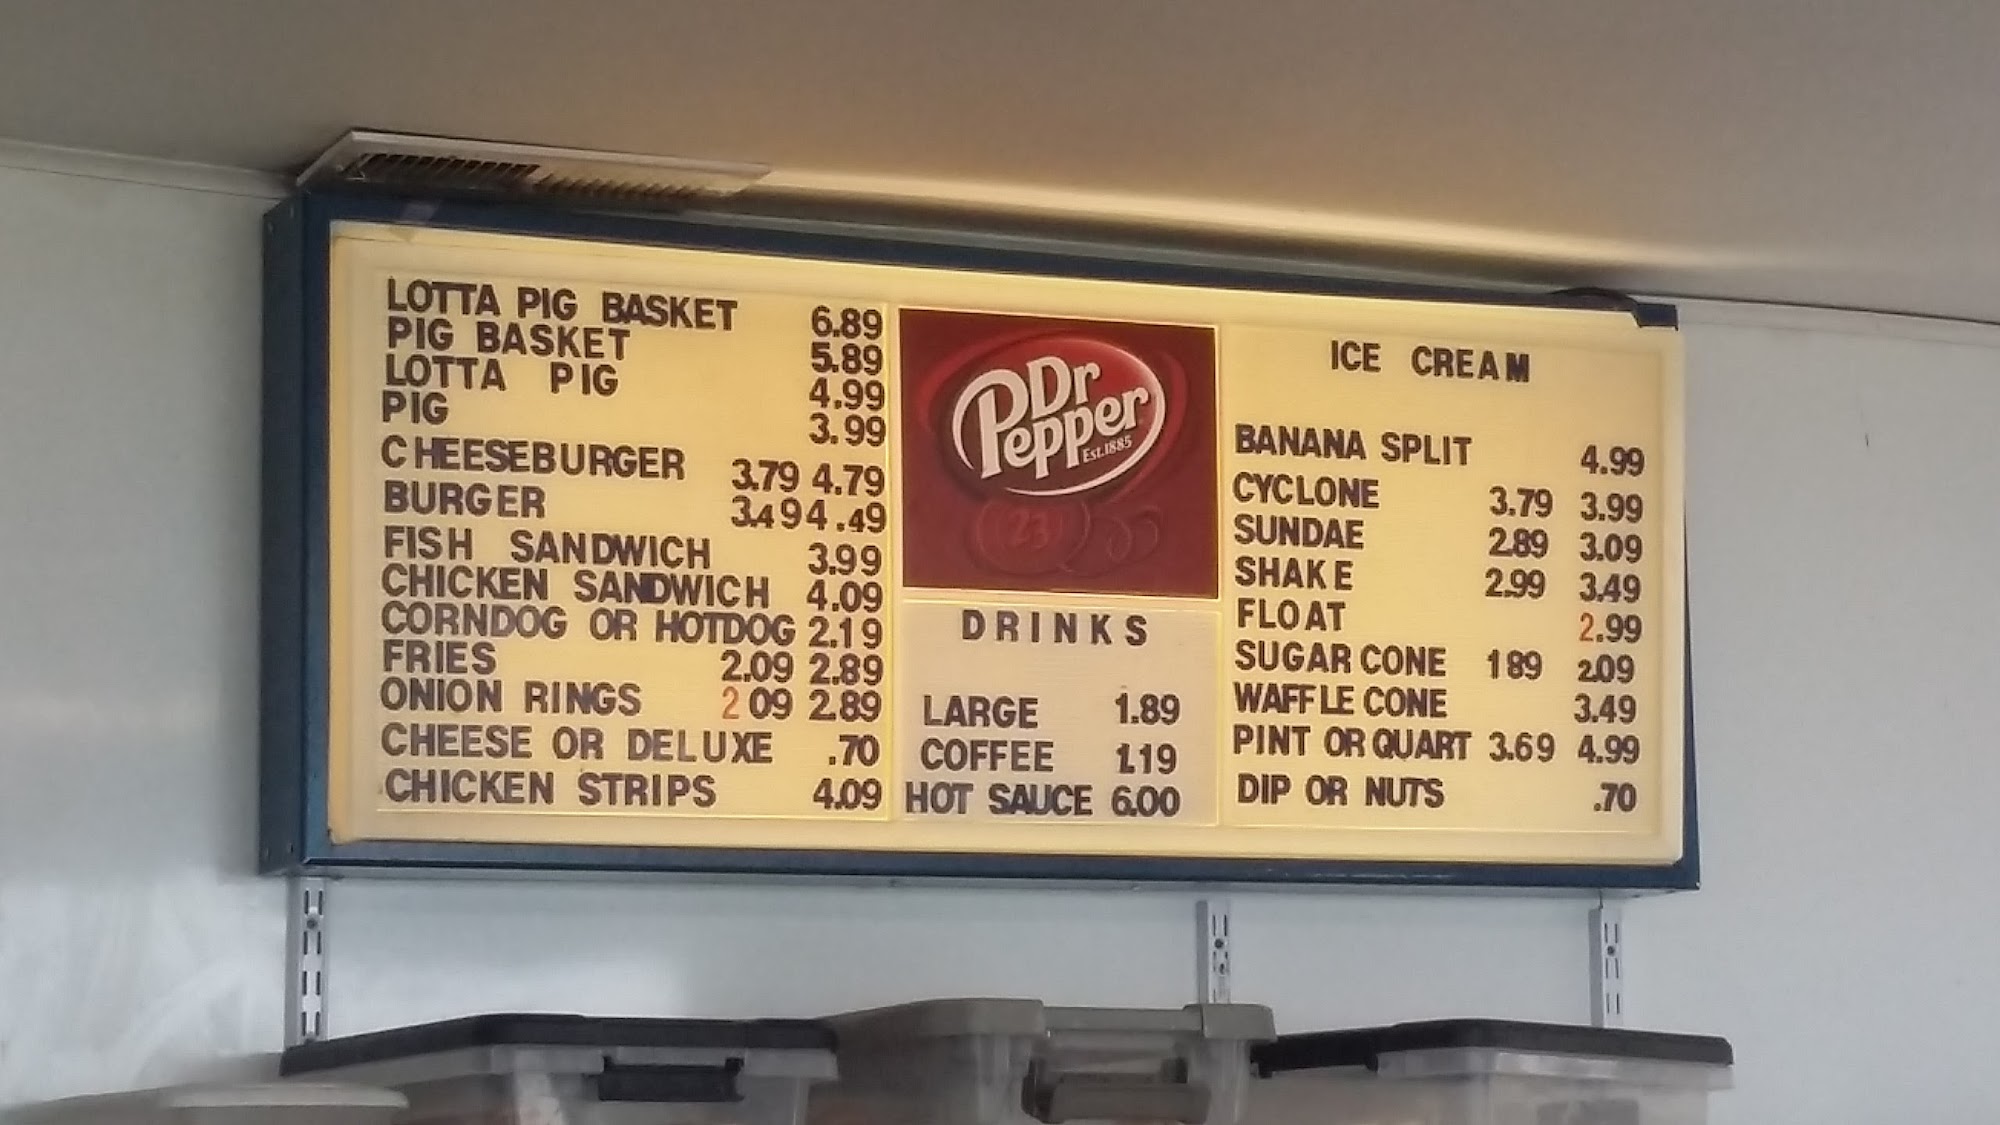 LOTTA PIG BASKET 6.89
PIG BASKET 5.89
LOTTA PIG 4.99
PIG 3.99
CHEESEBURGER 3.79 4.79
BURGER 3.49 4.49
FISH SANDWICH 3.99
CHICKEN SANDWICH 4.09
CORNDOG OR HOTDOG 2.19
FRIES 2.09 2.89
ONION RINGS 2 09 2.89
CHEESE OR DELUXE .70
CHICKEN STRIPS 4.09
Dr
Pepper
Est.1885
23
DRINKS
LARGE 1.89
COFFEE 1.19
HOT SAUCE 6.00
ICE CREAM
BANANA SPLIT 4.99
CYCLONE 3.79 3.99
SUNDAE 2.89 3.09
SHAKE 2.99 3.49
FLOAT 2.99
SUGAR CONE 189 2.09
WAFFLE CONE 3.49
PINT OR QUART 3.69 4.99
DIP OR NUTS .70